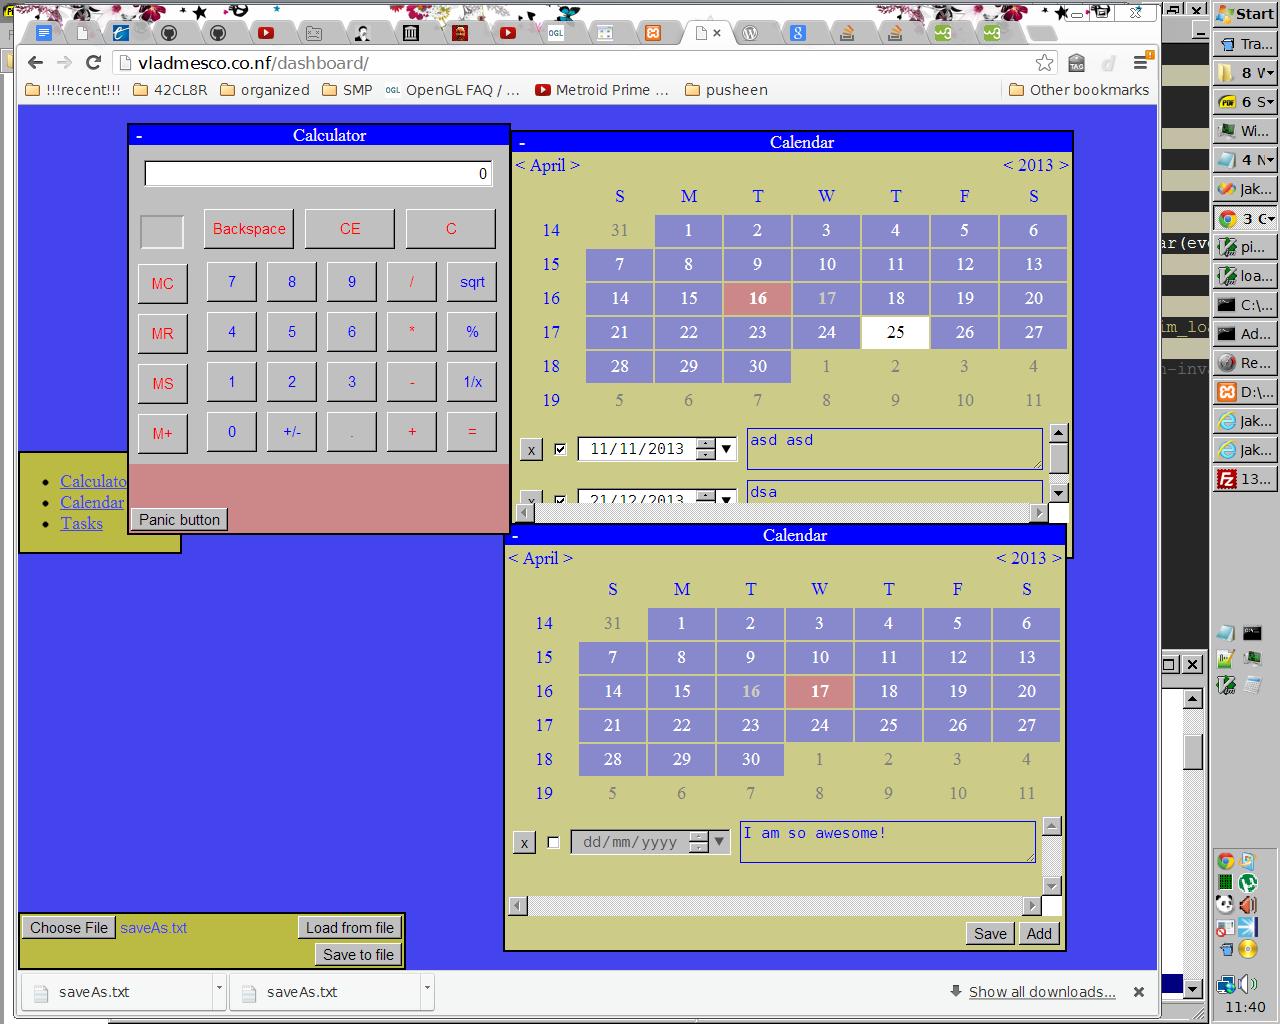 vladmesco.co.nf/dashboard/
!!!recent!!! 42CL8R organized SMP OpenGL FAQ / ... Metroid Prime ... pusheen Other bookmarks
- Calculator
0
Backspace CE C
MC 7 8 9 / sqrt
MR 4 5 6 * %
MS 1 2 3 - 1/x
M+ 0 +/- . + =
Panic button
- Calendar
< April > < 2013 >
S M T W T F S
14 31 1 2 3 4 5 6
15 7 8 9 10 11 12 13
16 14 15 16 17 18 19 20
17 21 22 23 24 25 26 27
18 28 29 30 1 2 3 4
19 5 6 7 8 9 10 11
x 11/11/2013 asd asd
x 21/12/2013 dsa
Calculato
Calendar
Tasks
- Calendar
< April > < 2013 >
S M T W T F S
14 31 1 2 3 4 5 6
15 7 8 9 10 11 12 13
16 14 15 16 17 18 19 20
17 21 22 23 24 25 26 27
18 28 29 30 1 2 3 4
19 5 6 7 8 9 10 11
x dd/mm/yyyy I am so awesome!
Save Add
Choose File saveAs.txt Load from file
Save to file
saveAs.txt saveAs.txt Show all downloads...
Start
Tra...
8 W
6 S
Wi...
4 N
Jak...
3 G
pi...
loa...
C:\...
Ad...
Re...
D:\...
Jak...
Jak...
13...
11:40
ar(eve
im_loa
n-inva